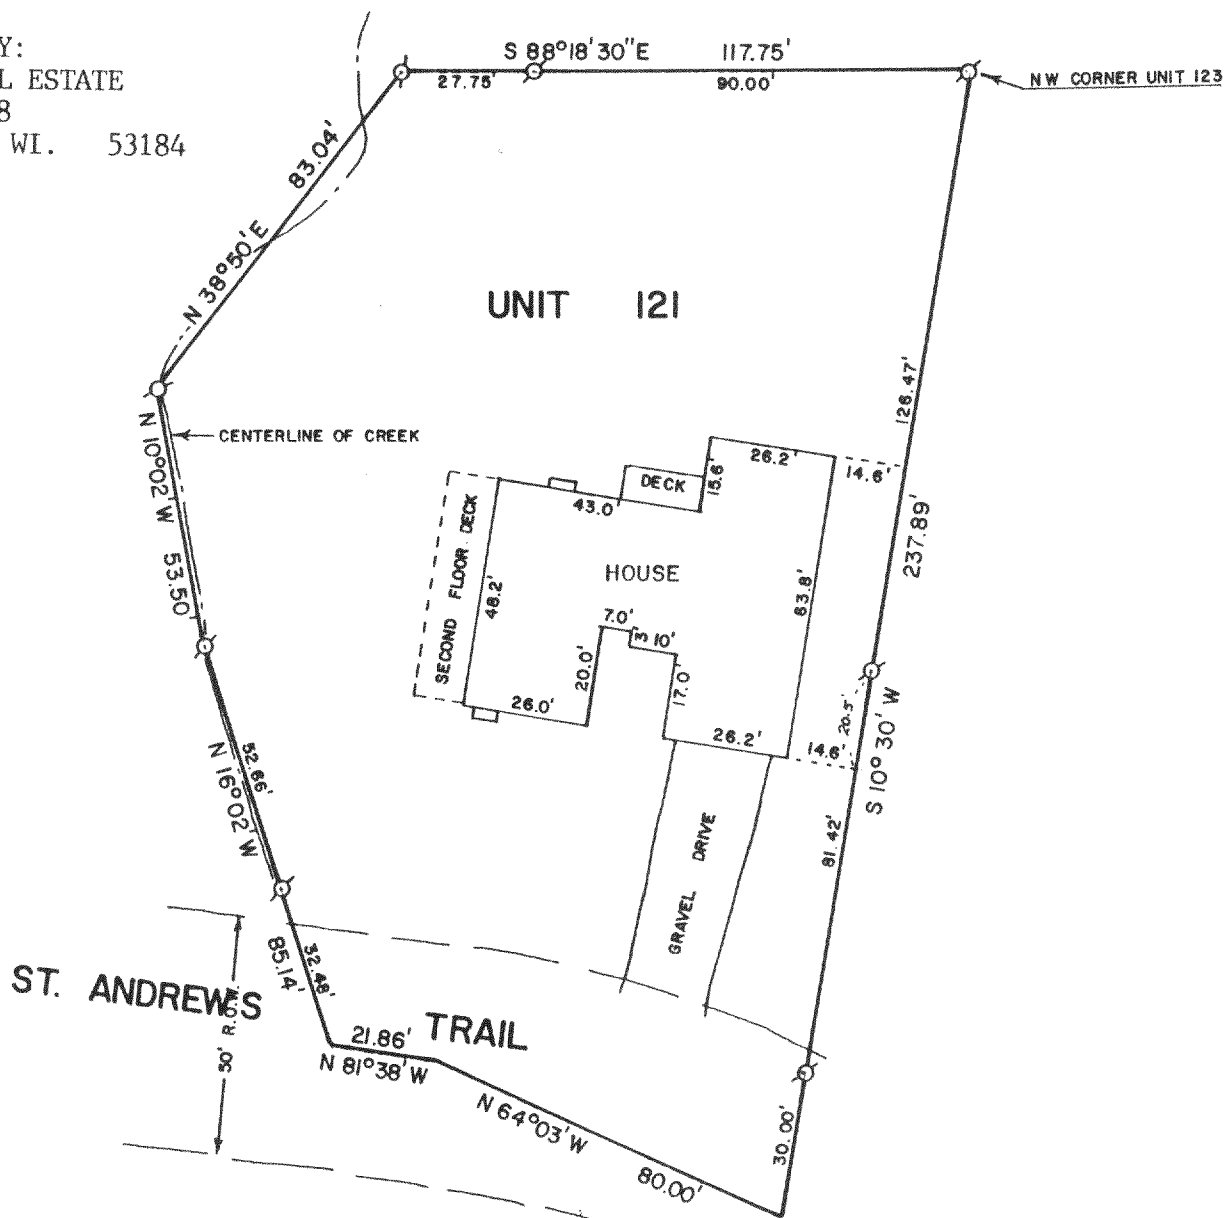 Y:
L ESTATE
8
WI. 53184
S 88°18'30"E 117.75'
27.75' 90.00'
NW CORNER UNIT 123
83.04'
N 38°50'E
UNIT 121
126.47'
CENTERLINE OF CREEK
N 10°02'W 53.50'
26.2'
14.6'
15.6'
DECK
43.0'
237.89'
SECOND FLOOR DECK
48.2'
HOUSE
63.8'
7.0'
3
10'
20.0'
17.0'
26.0'
26.2'
14.6'
20.5'
S 10°30'W
52.66'
N 16°02'W
81.42'
GRAVEL DRIVE
85.14'
32.48'
ST. ANDREWS TRAIL
50' R.O.W.
21.86'
N 81°38'W
N 64°03'W
80.00'
30.00'